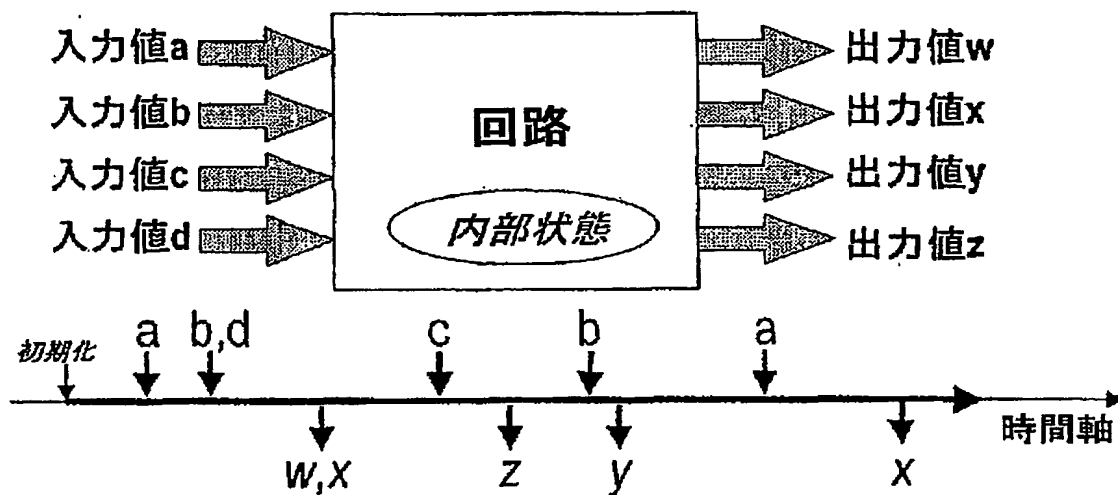 入力値a
入力値b
入力値c
入力値d
回路
内部状態
出力値w
出力値x
出力値y
出力値z
初期化
a
b,d
c
b
a
w,x
z
y
x
時間軸